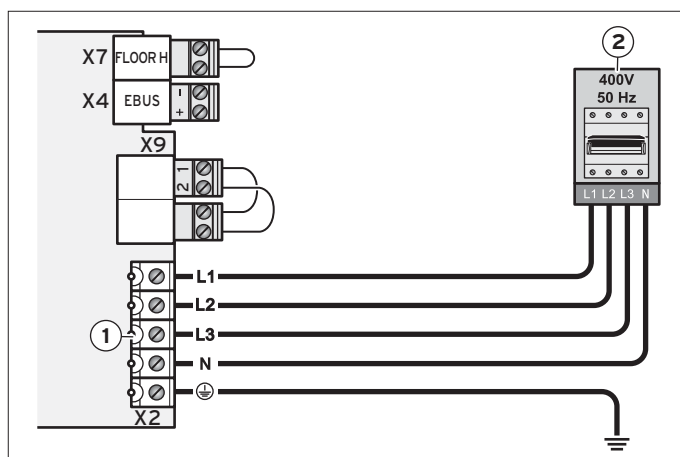 X7 FLOOR H
X4 EBUS - +
X9
2 1
2
400V
50 Hz
L1 L2 L3 N
L1
L2
1 L3
N
X2